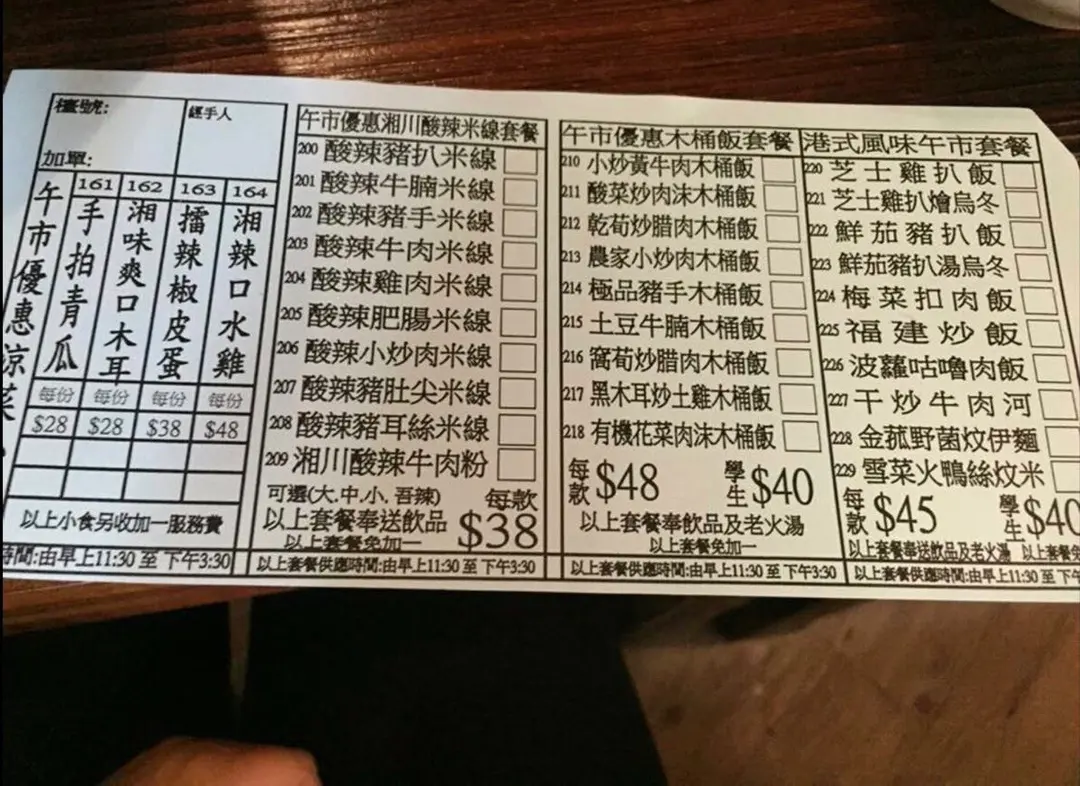 檯號:
經手人
加單:
午市優惠涼菜
161 手拍青瓜 每份 $28
162 湘味爽口木耳 每份 $28
163 擂辣椒皮蛋 每份 $38
164 湘辣口水雞 每份 $48
以上小食另收加一服務費
時間:由早上11:30 至 下午3:30
午市優惠湘川酸辣米線套餐
200 酸辣豬扒米線
201 酸辣牛腩米線
202 酸辣豬手米線
203 酸辣牛肉米線
204 酸辣雞肉米線
205 酸辣肥腸米線
206 酸辣小炒肉米線
207 酸辣豬肚尖米線
208 酸辣豬耳絲米線
209 湘川酸辣牛肉粉
可選(大.中.小. 吾辣) 每款
以上套餐奉送飲品 $38
以上套餐免加一
以上套餐供應時間:由早上11:30 至 下午3:30
午市優惠木桶飯套餐
210 小炒黃牛肉木桶飯
211 酸菜炒肉沫木桶飯
212 乾荀炒腊肉木桶飯
213 農家小炒肉木桶飯
214 極品豬手木桶飯
215 土豆牛腩木桶飯
216 窩荀炒腊肉木桶飯
217 黑木耳炒土雞木桶飯
218 有機花菜肉沫木桶飯
每款 $48 學生 $40
以上套餐奉飲品及老火湯
以上套餐免加一
以上套餐供應時間:由早上11:30 至 下午3:30
港式風味午市套餐
220 芝士雞扒飯
221 芝士雞扒燴烏冬
222 鮮茄豬扒飯
223 鮮茄豬扒湯烏冬
224 梅菜扣肉飯
225 福建炒飯
226 波蘿咕嚕肉飯
227 干炒牛肉河
228 金菰野菌炆伊麵
229 雪菜火鴨絲炆米
每款 $45 學生 $40
以上套餐奉送飲品及老火湯 以上套餐免
以上套餐供應時間:由早上11:30 至 下午